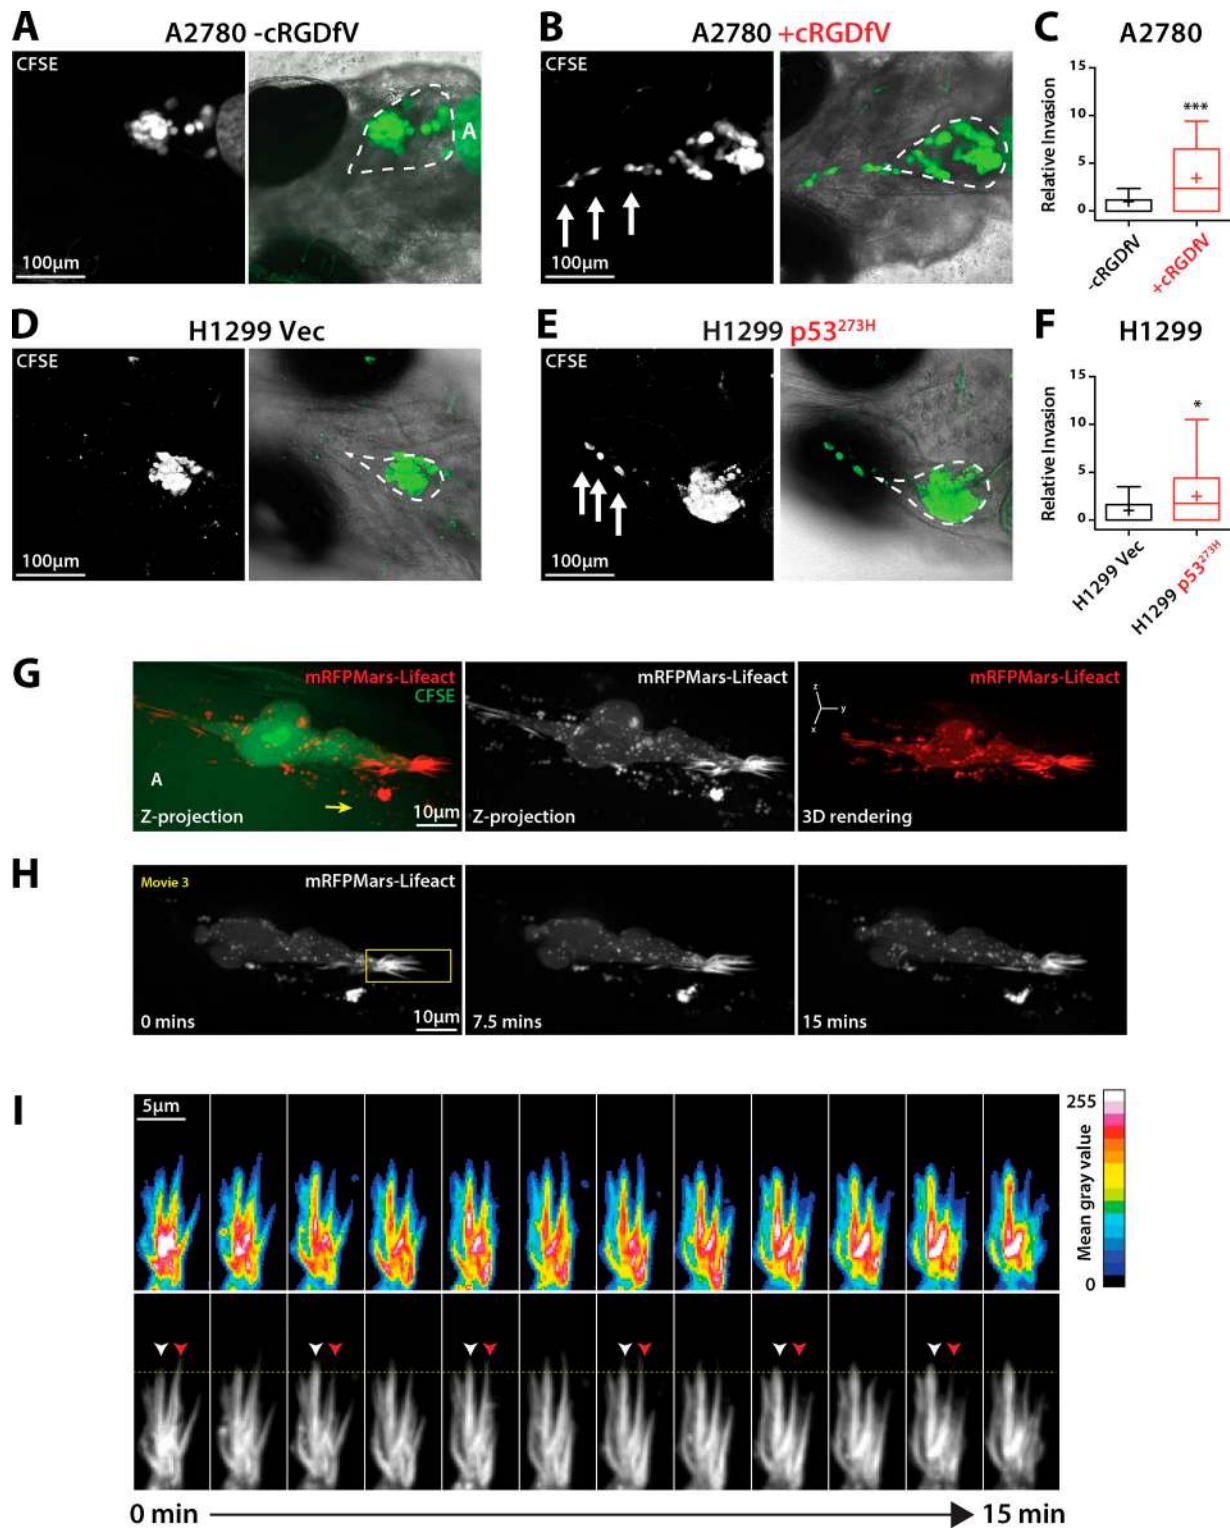 A
A2780 -cRGDfV
CFSE
A
100µm
B
A2780 +cRGDfV
CFSE
100µm
C
A2780
Relative Invasion
15
10
5
0
***
-cRGDfV
+cRGDfV
D
H1299 Vec
CFSE
100µm
E
H1299 p53273H
CFSE
100µm
F
H1299
Relative Invasion
15
10
5
0
*
H1299 Vec
H1299 p53273H
G
mRFPMars-Lifeact
CFSE
A
Z-projection
10µm
mRFPMars-Lifeact
Z-projection
mRFPMars-Lifeact
z
y
x
3D rendering
H
Movie 3
mRFPMars-Lifeact
0 mins
10µm
7.5 mins
15 mins
I
5µm
255
Mean gray value
0
0 min
15 min